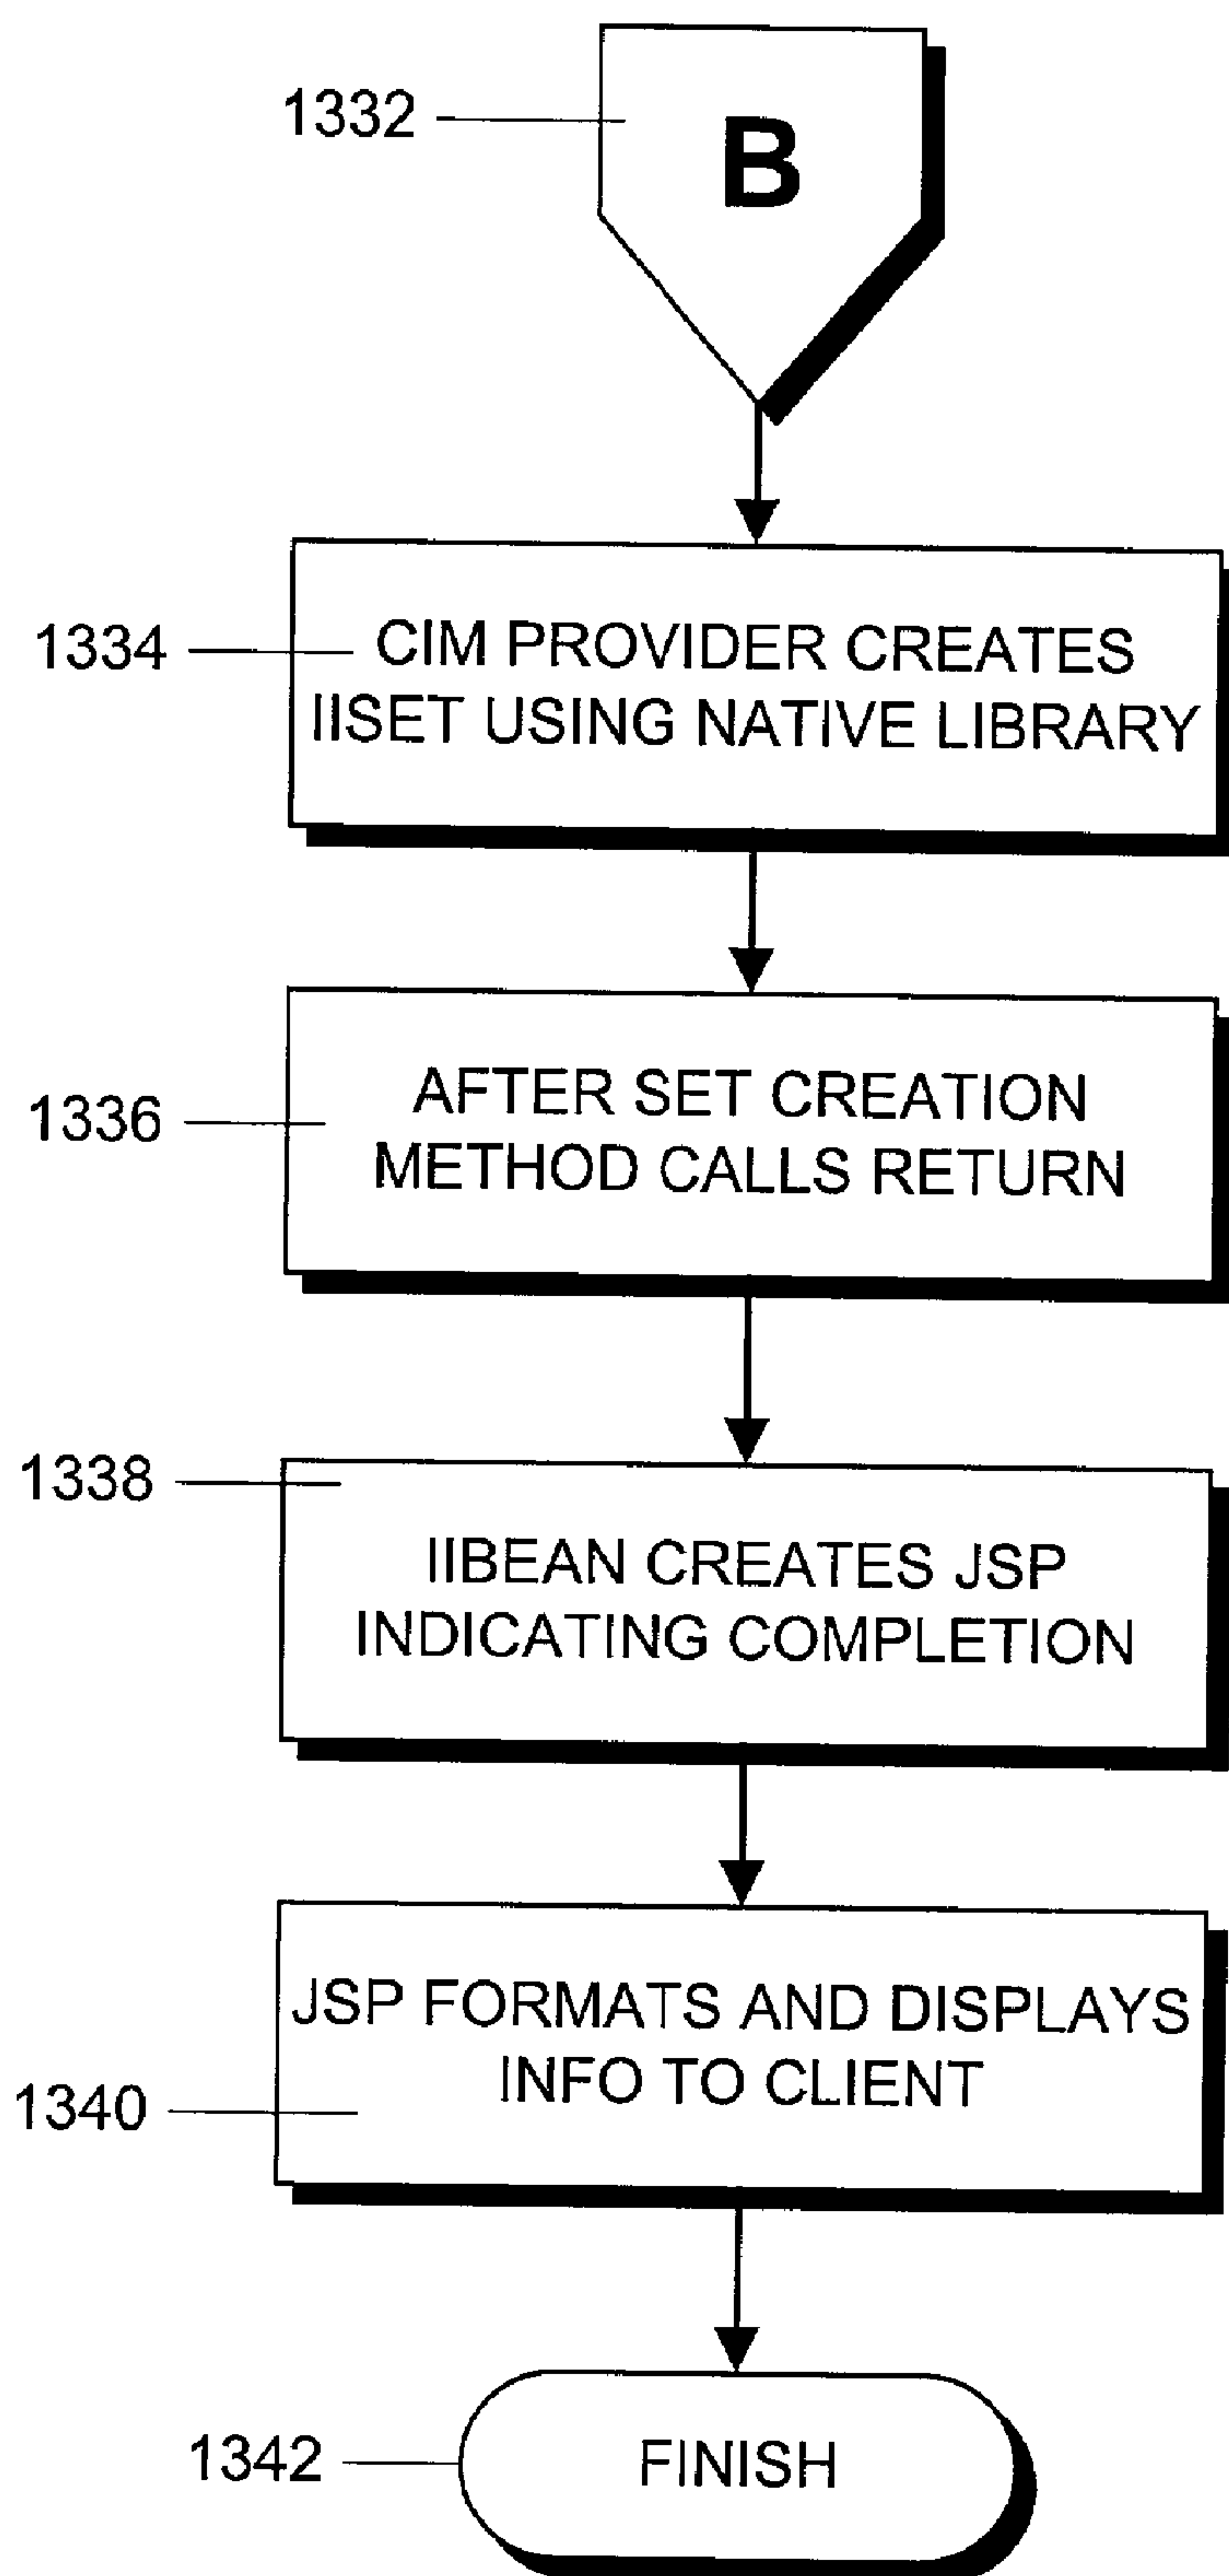 1332
B
1334
CIM PROVIDER CREATES
IISET USING NATIVE LIBRARY
1336
AFTER SET CREATION
METHOD CALLS RETURN
1338
IIBEAN CREATES JSP
INDICATING COMPLETION
JSP FORMATS AND DISPLAYS
INFO TO CLIENT
1340
1342
FINISH